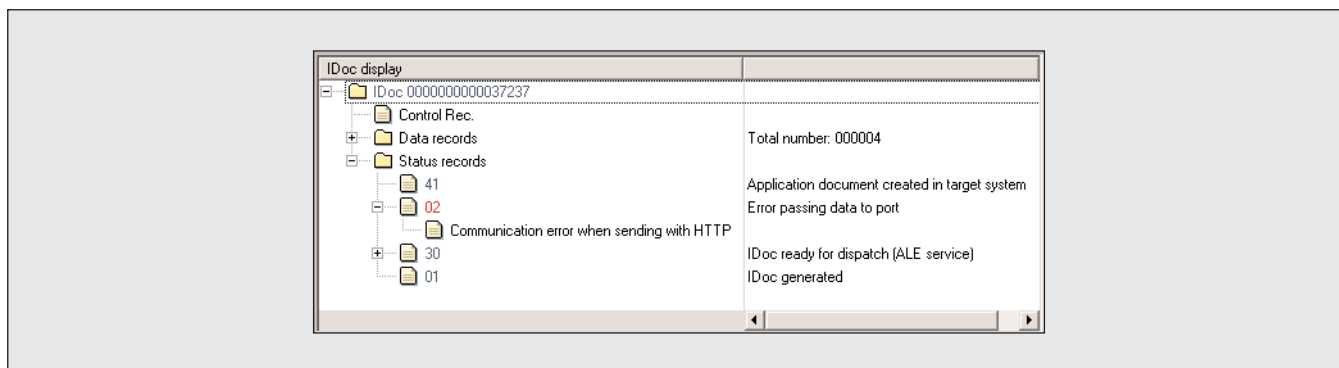 IDoc display
IDoc 0000000000037237
Control Rec.
Data records Total number: 000004
Status records
41 Application document created in target system
02 Error passing data to port
Communication error when sending with HTTP
30 IDoc ready for dispatch (ALE service)
01 IDoc generated